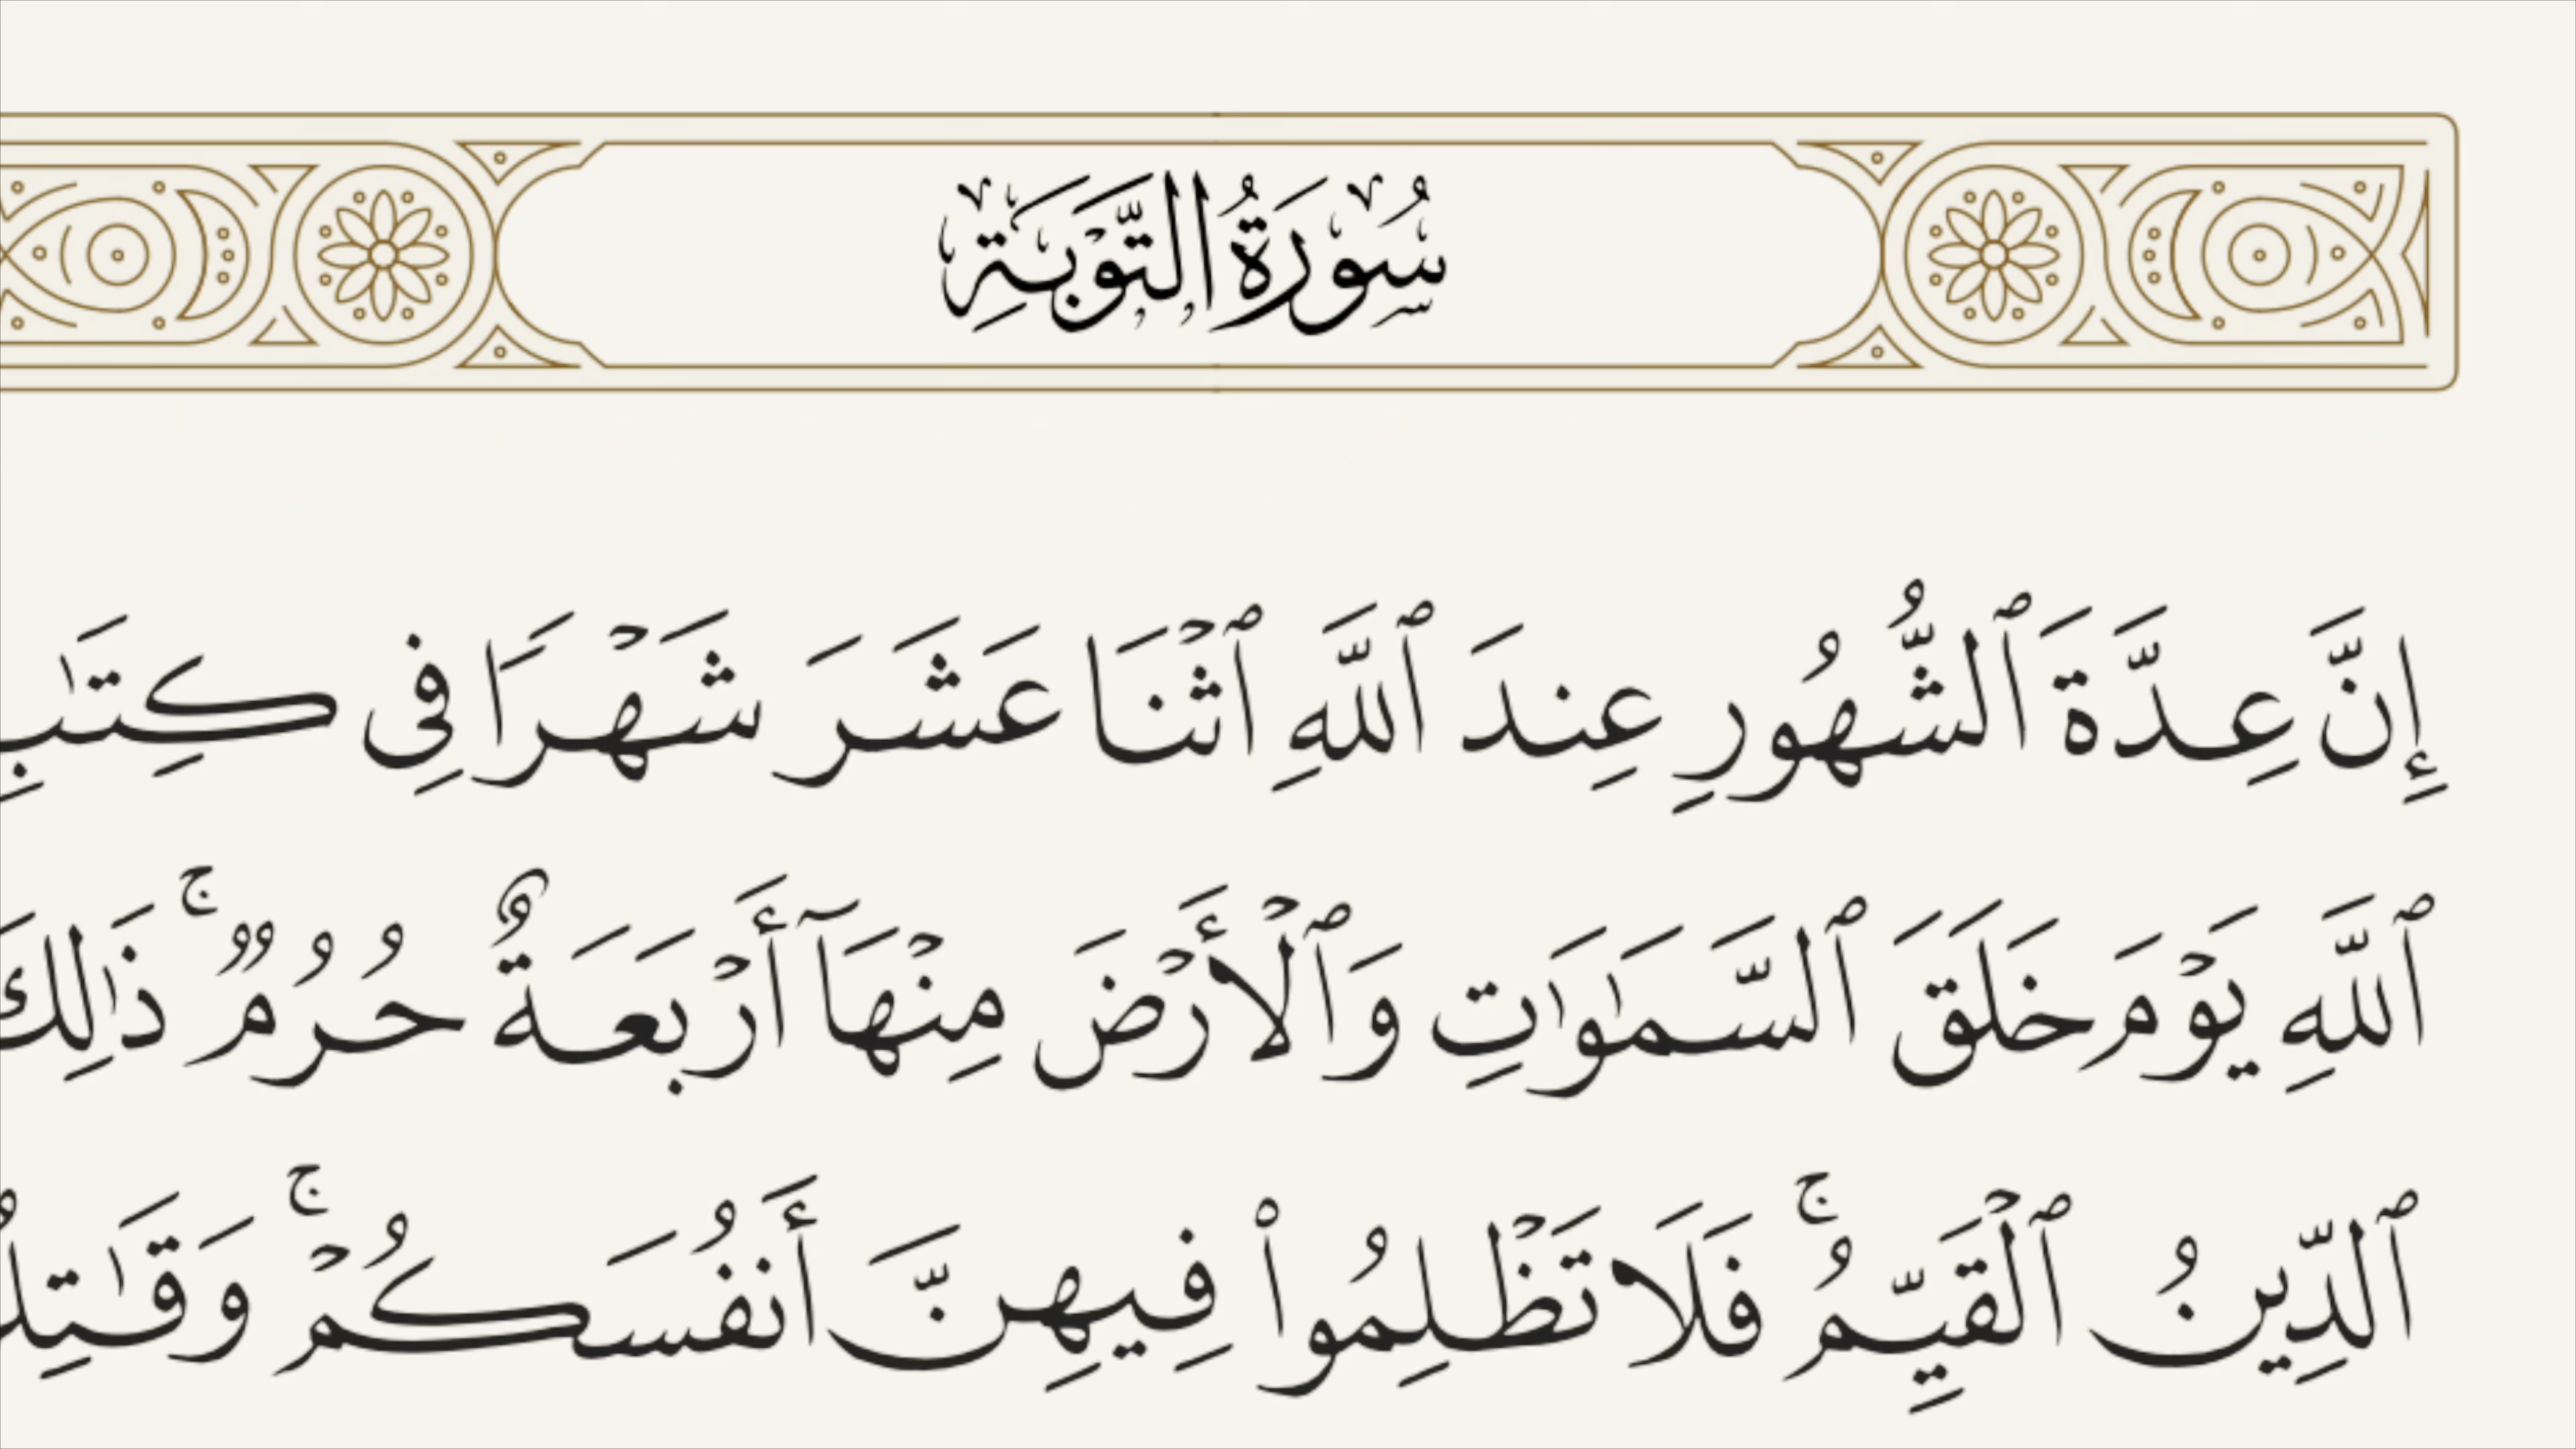 سُورَةُ التَّوْبَةِ
إِنَّ عِدَّةَ ٱلشُّهُورِ عِندَ ٱللَّهِ ٱثْنَا عَشَرَ شَهْرًا فِى كِتَـٰبِ
ٱللَّهِ يَوْمَ خَلَقَ ٱلسَّمَـٰوَٰتِ وَٱلْأَرْضَ مِنْهَآ أَرْبَعَةٌ حُرُمٌ ۚ ذَٰلِكَ
ٱلدِّينُ ٱلْقَيِّمُ ۚ فَلَا تَظْلِمُوا۟ فِيهِنَّ أَنفُسَكُمْ ۚ